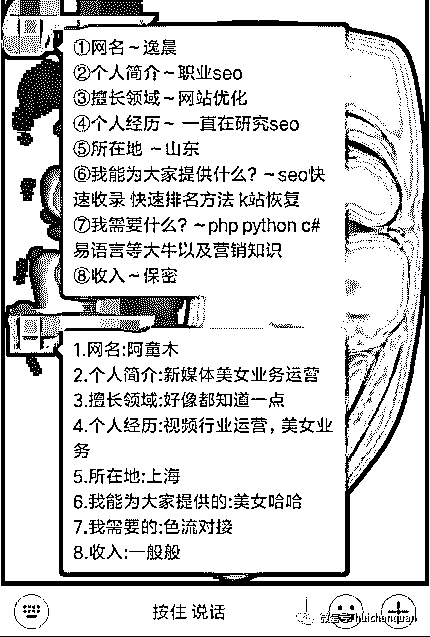 ①网名~逸晨
②个人简介~职业seo
③擅长领域~网站优化
④个人经历~ 一直在研究seo
⑤所在地 ~山东
⑥我能为大家提供什么? ~seo快
速收录 快速排名方法 k站恢复
⑦我需要什么? ~php python c#
易语言等大牛以及营销知识
⑧收入~保密
1.网名:阿童木
2.个人简介:新媒体美女业务运营
3.擅长领域:好像都知道一点
4.个人经历:视频行业运营, 美女业
务
5.所在地:上海
6.我能为大家提供的:美女哈哈
7.我需要的:色流对接
8.收入:一般般
按住 说话
huichanquan